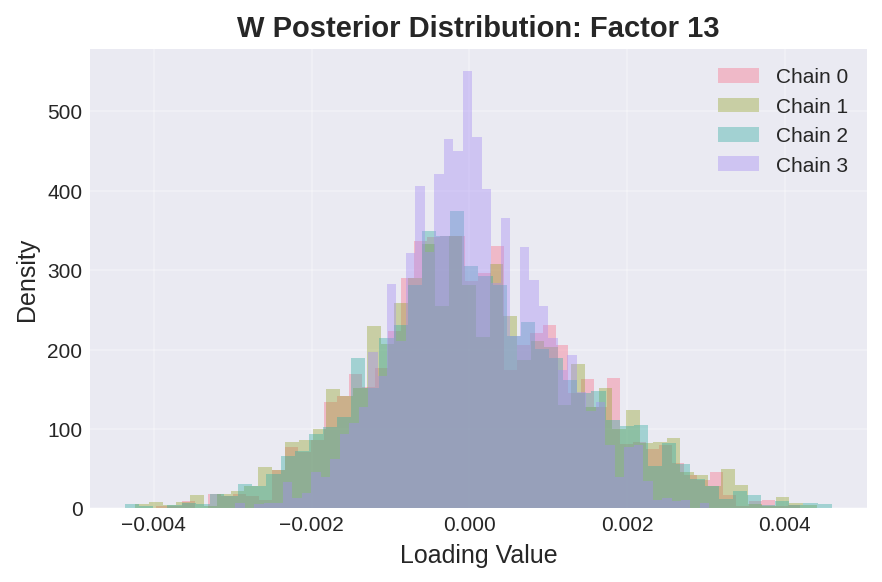 W Posterior Distribution: Factor 13
Chain 0
Chain 1
Chain 2
Chain 3
Density
500
400
300
200
100
0
−0.004
−0.002
0.000
0.002
0.004
Loading Value